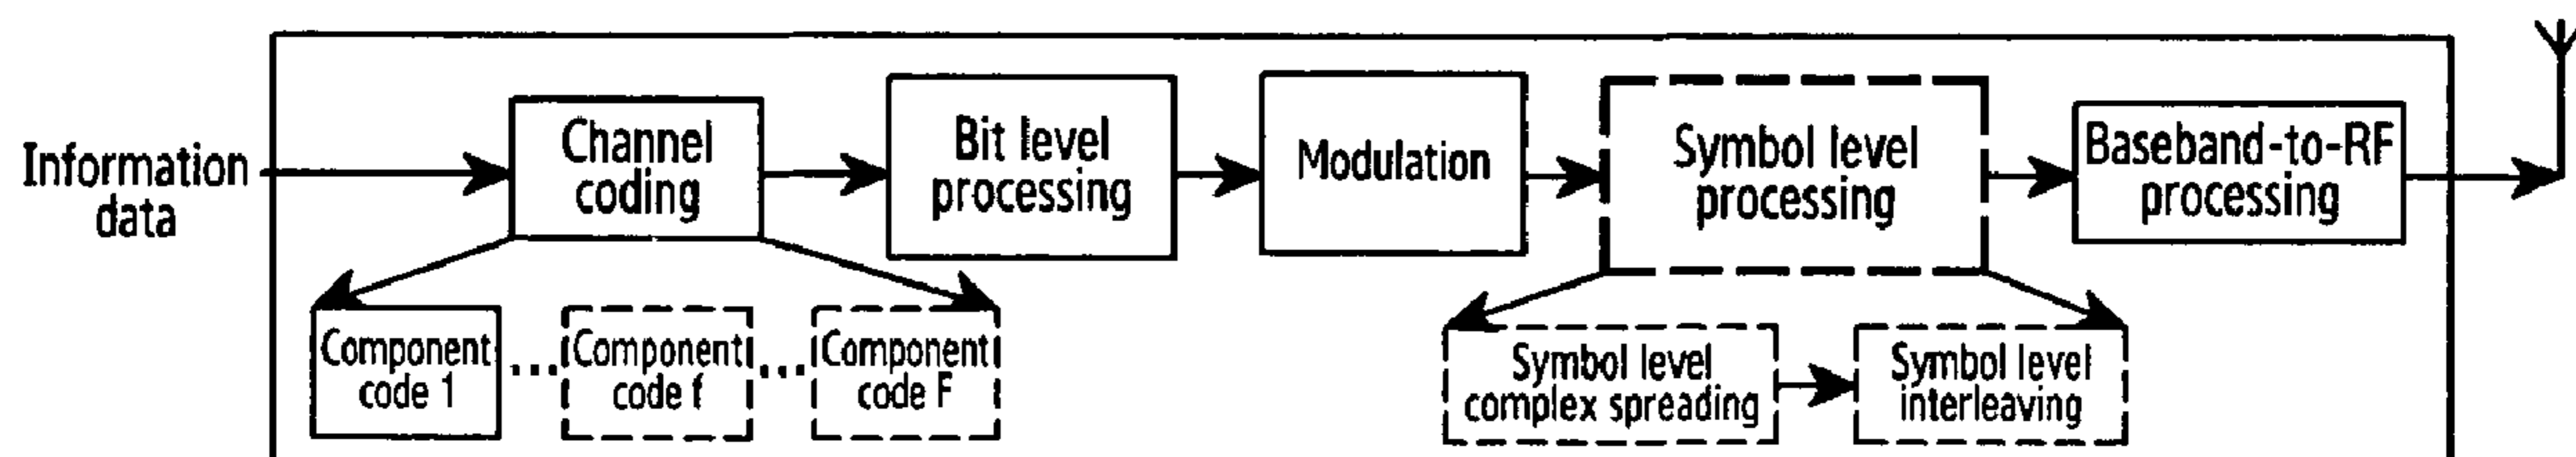 Information
data
Channel
coding
Bit level
processing
Modulation
Symbol level
processing
Baseband-to-RF
processing
Component
code 1
...
Component
code f
...
Component
code F
Symbol level
complex spreading
Symbol level
interleaving